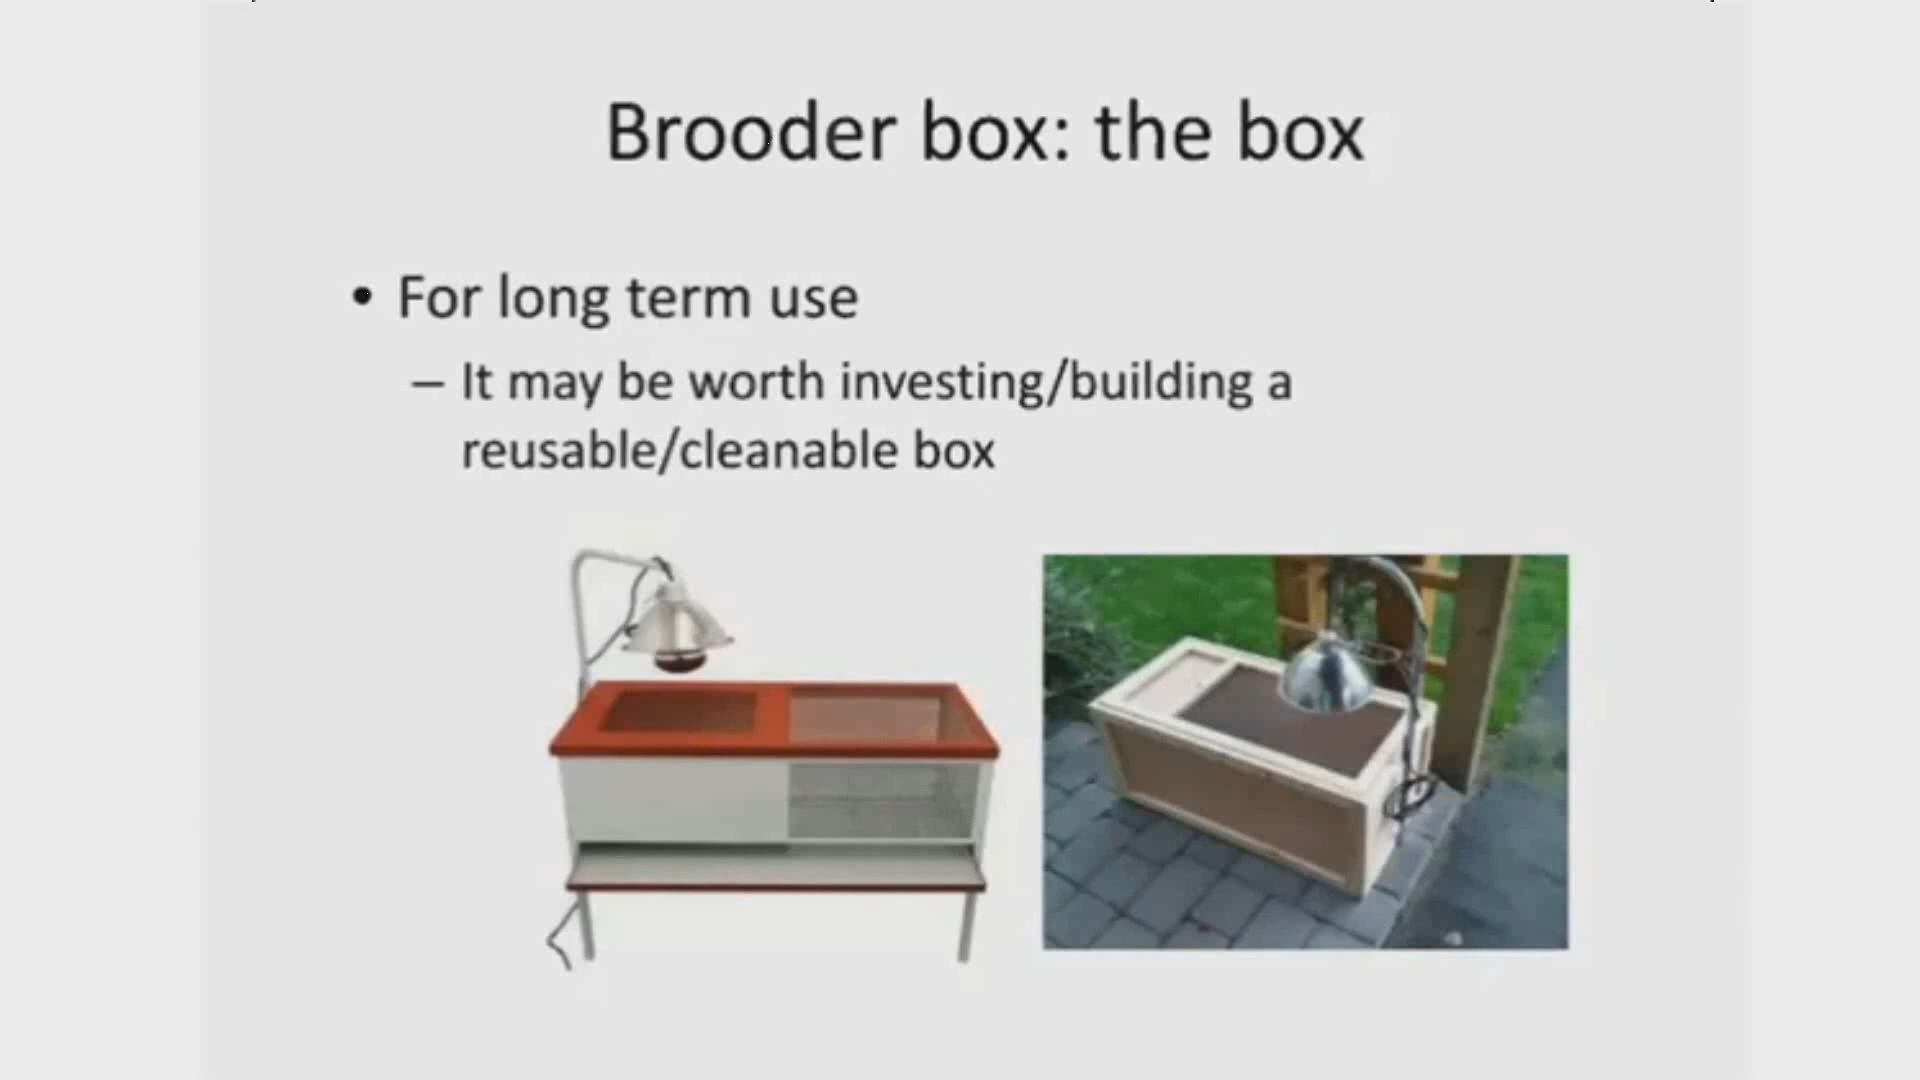 Brooder box: the box
• For long term use
– It may be worth investing/building a
reusable/cleanable box